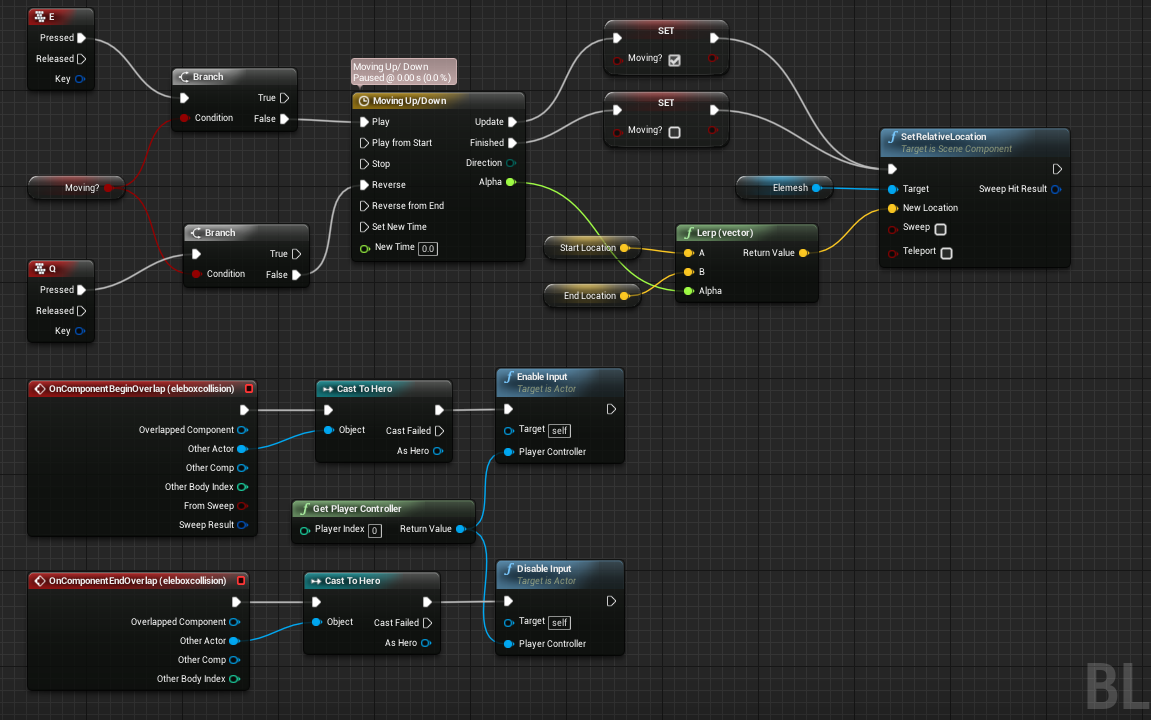 E
Pressed
Released
Key
Branch
True
Condition
False
Moving?
Branch
True
Condition
False
Q
Pressed
Released
Key
Moving Up/ Down
Paused @ 0.00 s (0.0 %)
Moving Up/Down
Play Update
Play from Start Finished
Stop Direction
Reverse Alpha
Reverse from End
Set New Time
New Time 0.0
SET
Moving?
SET
Moving?
Elemesh
Start Location
End Location
Lerp (vector)
A Return Value
B
Alpha
SetRelativeLocation
Target is Scene Component
Target Sweep Hit Result
New Location
Sweep
Teleport
OnComponentBeginOverlap (eleboxcollision)
Overlapped Component
Other Actor
Other Comp
Other Body Index
From Sweep
Sweep Result
Cast To Hero
Object Cast Failed
As Hero
Enable Input
Target is Actor
Target self
Player Controller
Get Player Controller
Player Index 0 Return Value
OnComponentEndOverlap (eleboxcollision)
Overlapped Component
Other Actor
Other Comp
Other Body Index
Cast To Hero
Object Cast Failed
As Hero
Disable Input
Target is Actor
Target self
Player Controller
BL